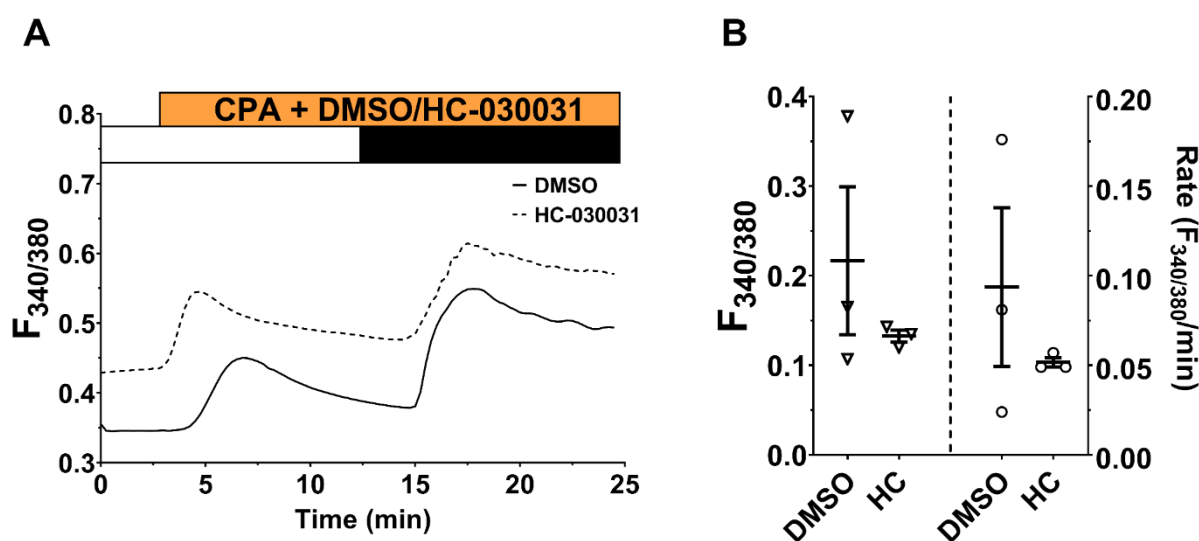 A
CPA + DMSO/HC-030031
DMSO
HC-030031
0.8
0.7
0.6
0.5
0.4
0.3
F340/380
0
5
10
15
20
25
Time (min)
B
0.4
0.3
0.2
0.1
0.0
F340/380
0.20
0.15
0.10
0.05
0.00
Rate (F340/380/min)
DMSO
HC
DMSO
HC